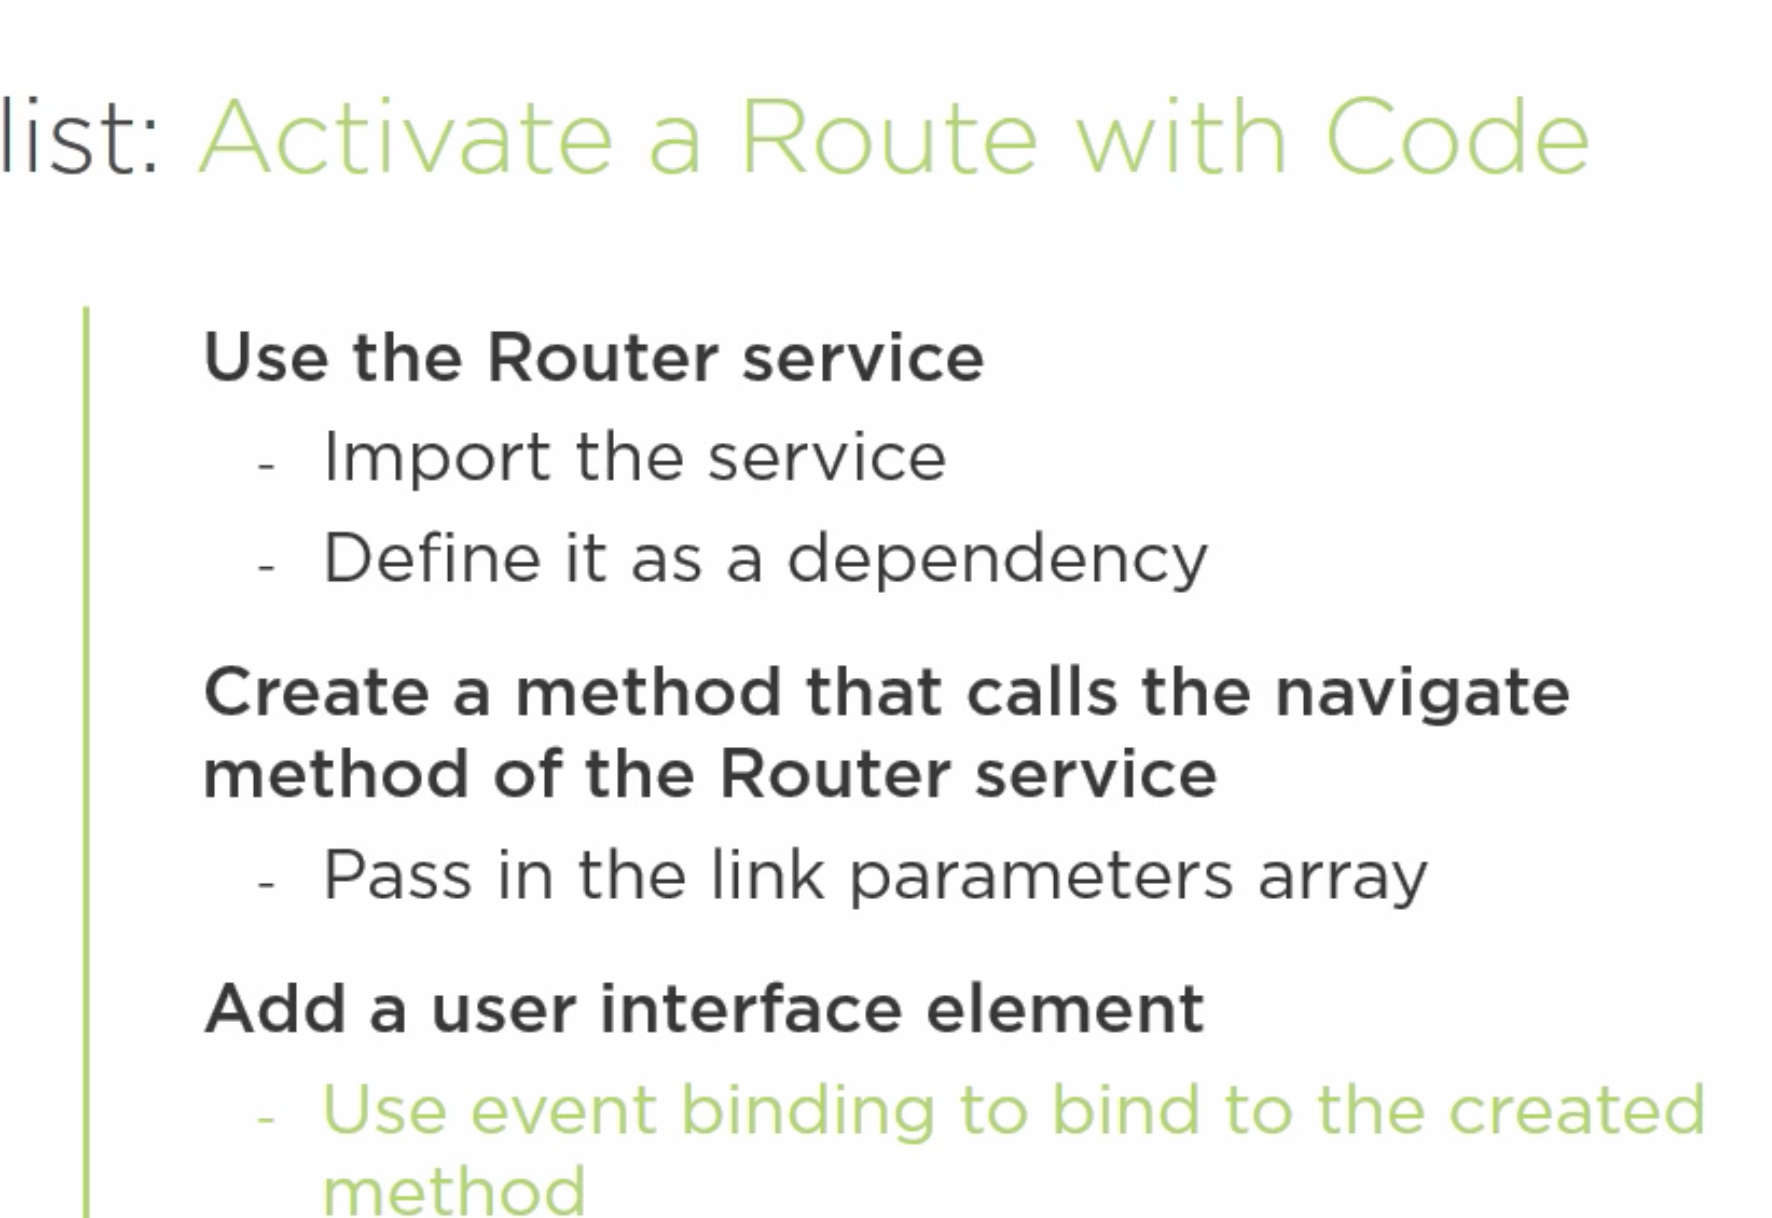 list: Activate a Route with Code
Use the Router service
- Import the service
- Define it as a dependency
Create a method that calls the navigate
method of the Router service
- Pass in the link parameters array
Add a user interface element
- Use event binding to bind to the created
method